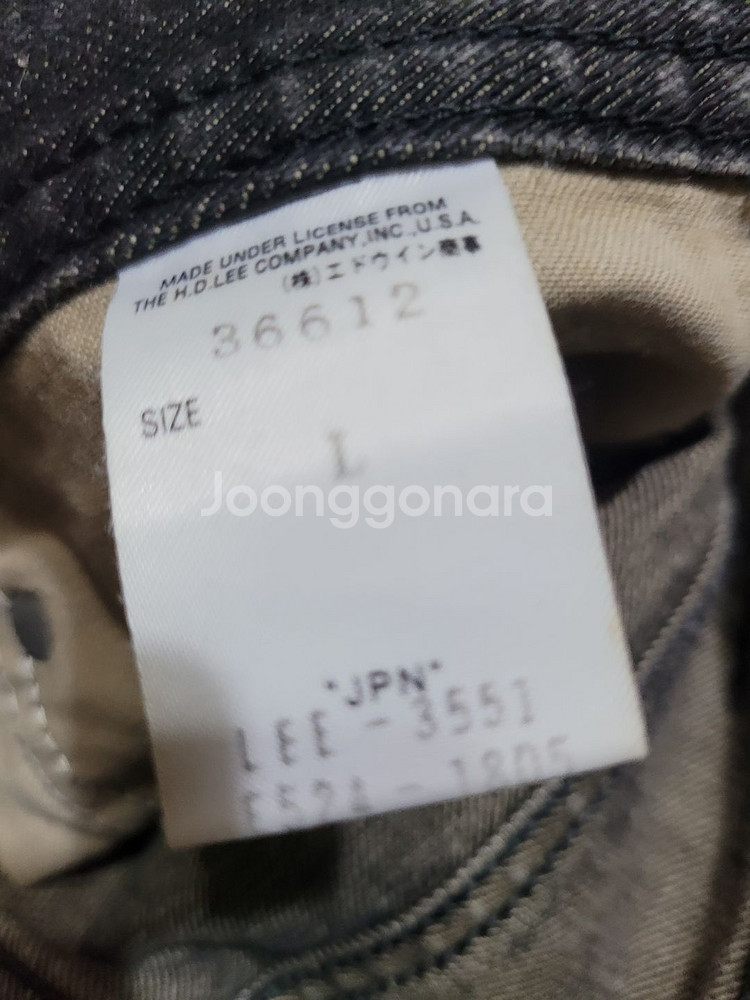 MADE UNDER LICENSE FROM
THE H.D.LEE COMPANY,INC.,U.S.A.
(株)エドウイン商事
36612
SIZE
L
Joonggonara
"JPN"
LEE - 3551
1805